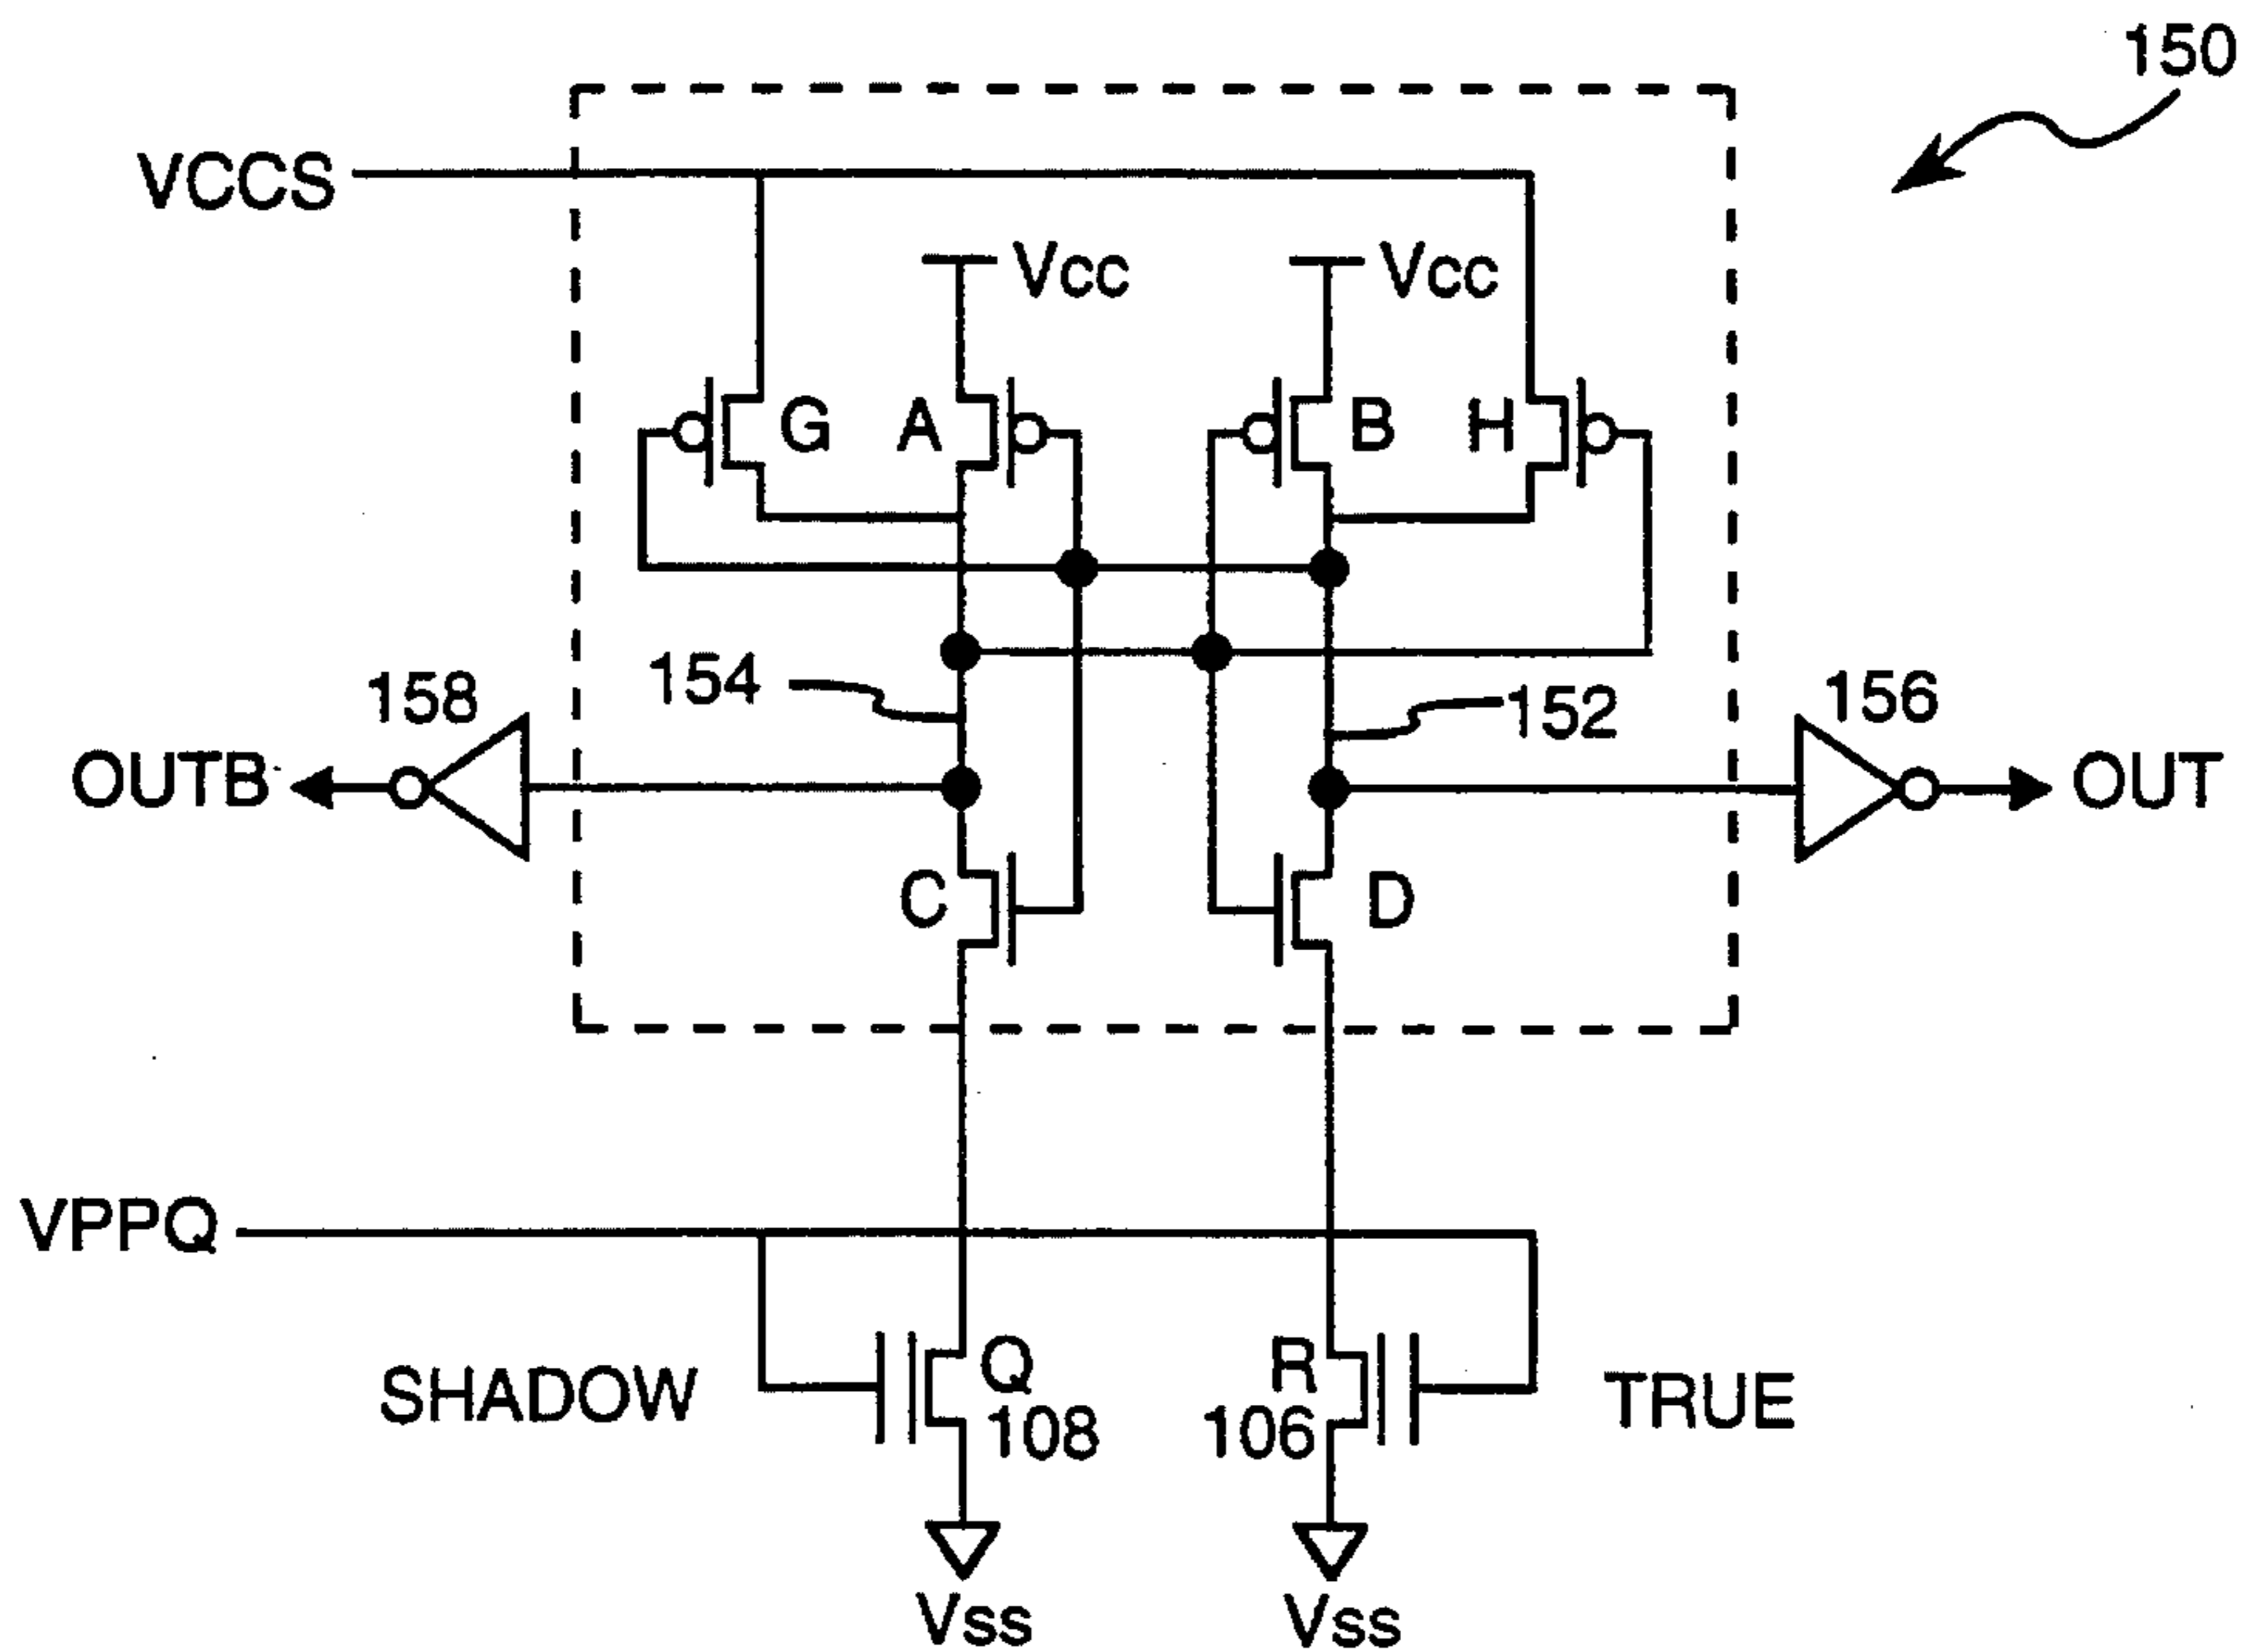 150
VCCS
Vcc
Vcc
G
A
B
H
154
152
158
156
OUTB
OUT
C
D
VPPQ
SHADOW
Q
108
R
106
TRUE
Vss
Vss